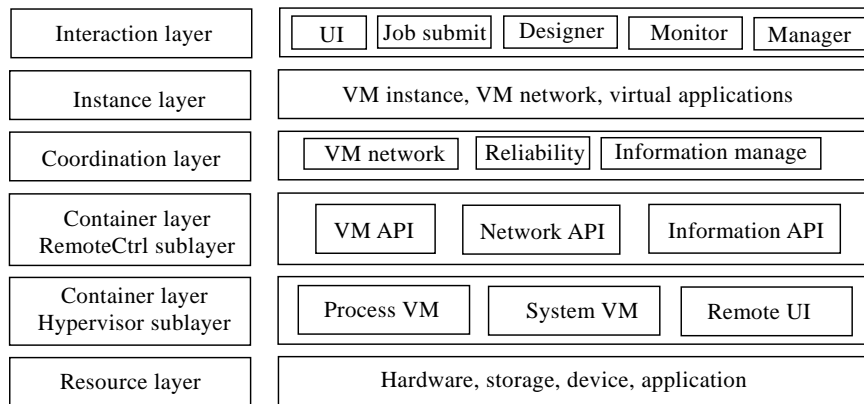 Interaction layer
UI Job submit Designer Monitor Manager
Instance layer
VM instance, VM network, virtual applications
Coordination layer
VM network Reliability Information manage
Container layer
RemoteCtrl sublayer
VM API Network API Information API
Container layer
Hypervisor sublayer
Process VM System VM Remote UI
Resource layer
Hardware, storage, device, application